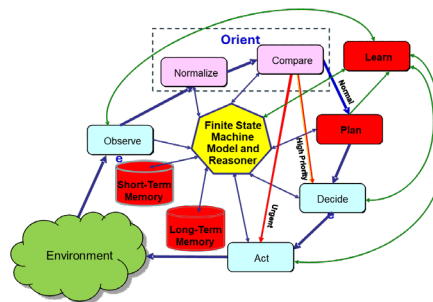 Orient
Compare
Learn
Normalize
Normal
Finite State
Machine
Model and
Reasoner
Plan
Observe
e
High Priority
Short-Term
Memory
Decide
Urgent
Long-Term
Memory
Environment
Act